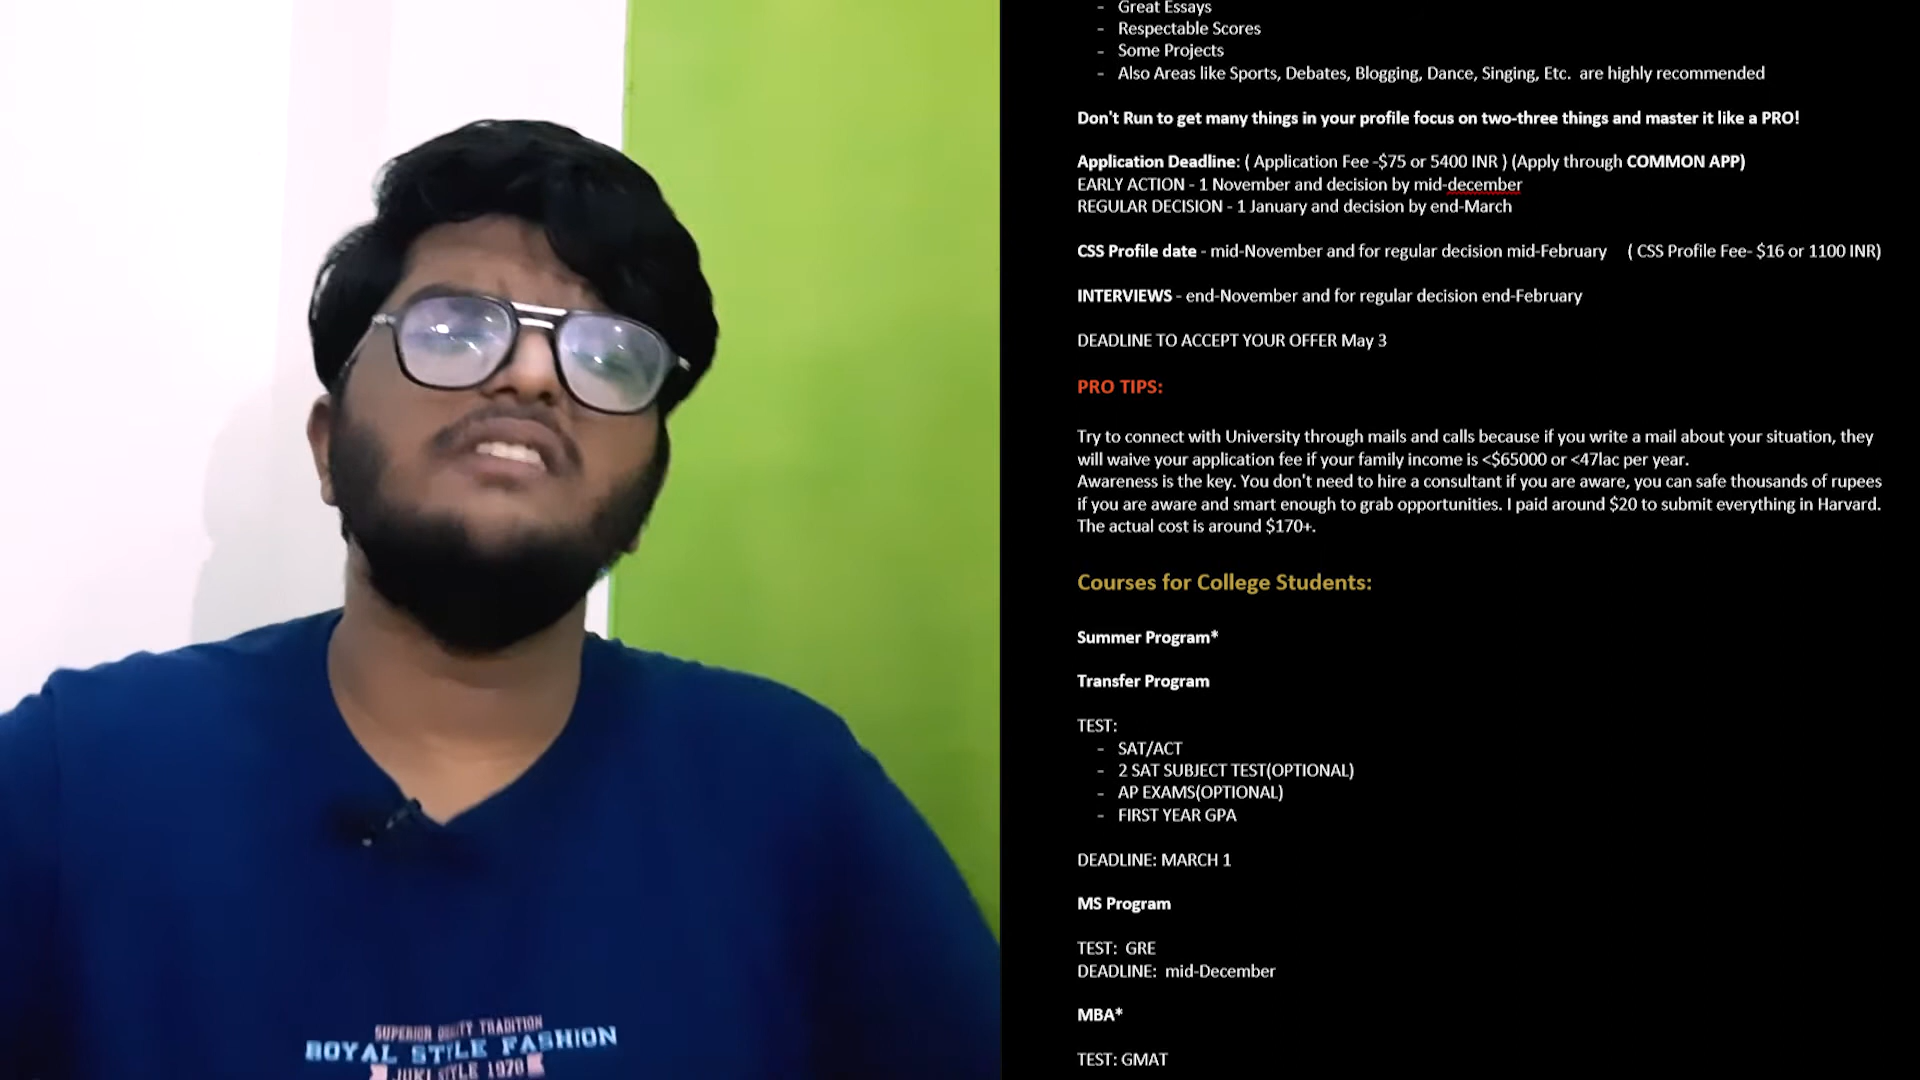 - Great Essays
- Respectable Scores
- Some Projects
- Also Areas like Sports, Debates, Blogging, Dance, Singing, Etc. are highly recommended
Don't Run to get many things in your profile focus on two-three things and master it like a PRO!
Application Deadline: ( Application Fee -$75 or 5400 INR ) (Apply through COMMON APP)
EARLY ACTION - 1 November and decision by mid-december
REGULAR DECISION - 1 January and decision by end-March
CSS Profile date - mid-November and for regular decision mid-February ( CSS Profile Fee- $16 or 1100 INR)
INTERVIEWS - end-November and for regular decision end-February
DEADLINE TO ACCEPT YOUR OFFER May 3
PRO TIPS:
Try to connect with University through mails and calls because if you write a mail about your situation, they
will waive your application fee if your family income is <$65000 or <47lac per year.
Awareness is the key. You don't need to hire a consultant if you are aware, you can safe thousands of rupees
if you are aware and smart enough to grab opportunities. I paid around $20 to submit everything in Harvard.
The actual cost is around $170+.
Courses for College Students:
Summer Program*
Transfer Program
TEST:
- SAT/ACT
- 2 SAT SUBJECT TEST(OPTIONAL)
- AP EXAMS(OPTIONAL)
- FIRST YEAR GPA
DEADLINE: MARCH 1
MS Program
TEST: GRE
DEADLINE: mid-December
MBA*
TEST: GMAT
SUPERIOR QUALITY TRADITION
ROYAL STYLE FASHION
STYLE 1970